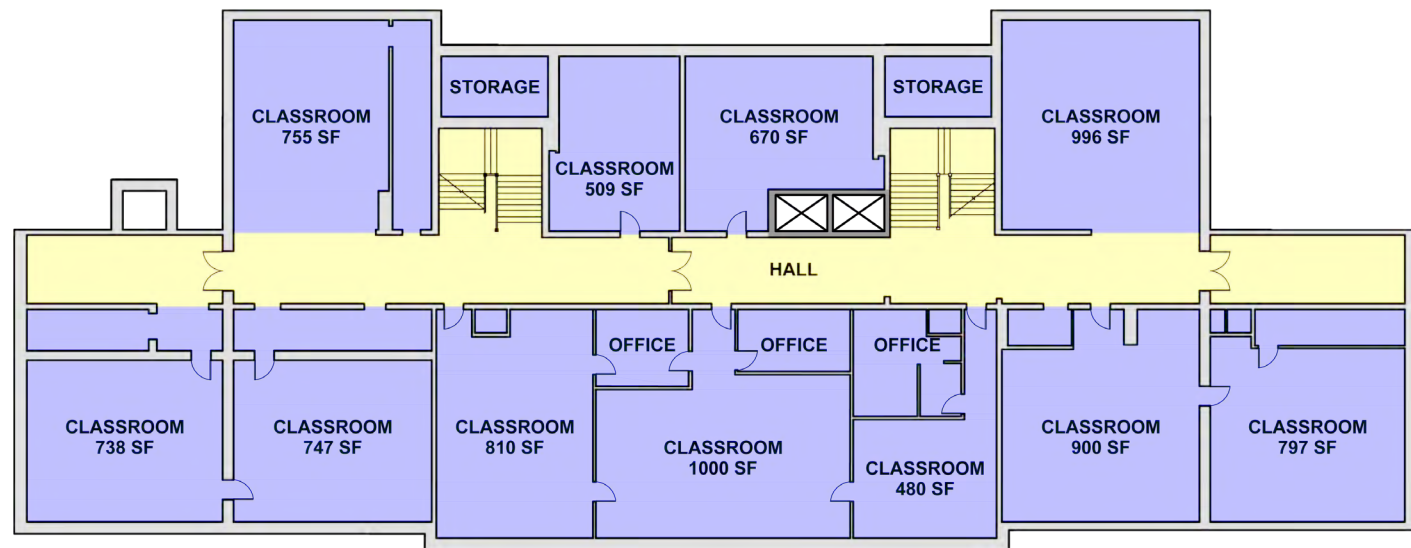 STORAGE
STORAGE
CLASSROOM
755 SF
CLASSROOM
670 SF
CLASSROOM
996 SF
CLASSROOM
509 SF
HALL
OFFICE
OFFICE
OFFICE
CLASSROOM
738 SF
CLASSROOM
747 SF
CLASSROOM
810 SF
CLASSROOM
1000 SF
CLASSROOM
480 SF
CLASSROOM
900 SF
CLASSROOM
797 SF